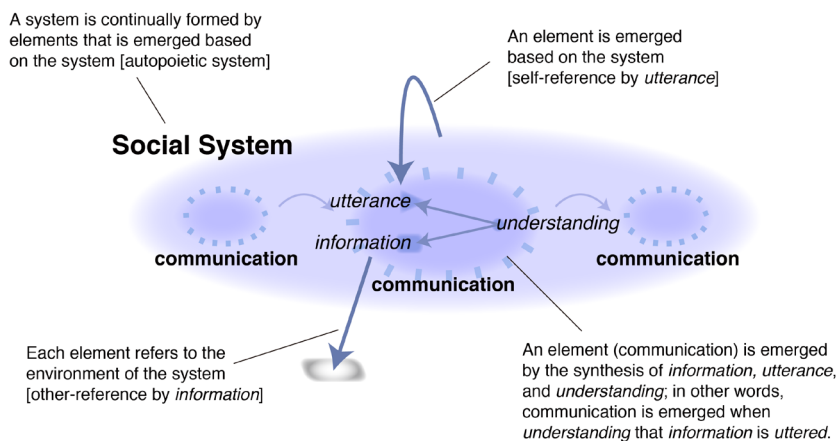 A system is continually formed by
elements that is emerged based
on the system [autopoietic system]
An element is emerged
based on the system
[self-reference by utterance]
Social System
utterance
information
understanding
communication
communication
communication
Each element refers to the
environment of the system
[other-reference by information]
An element (communication) is emerged
by the synthesis of information, utterance,
and understanding; in other words,
communication is emerged when
understanding that information is uttered.